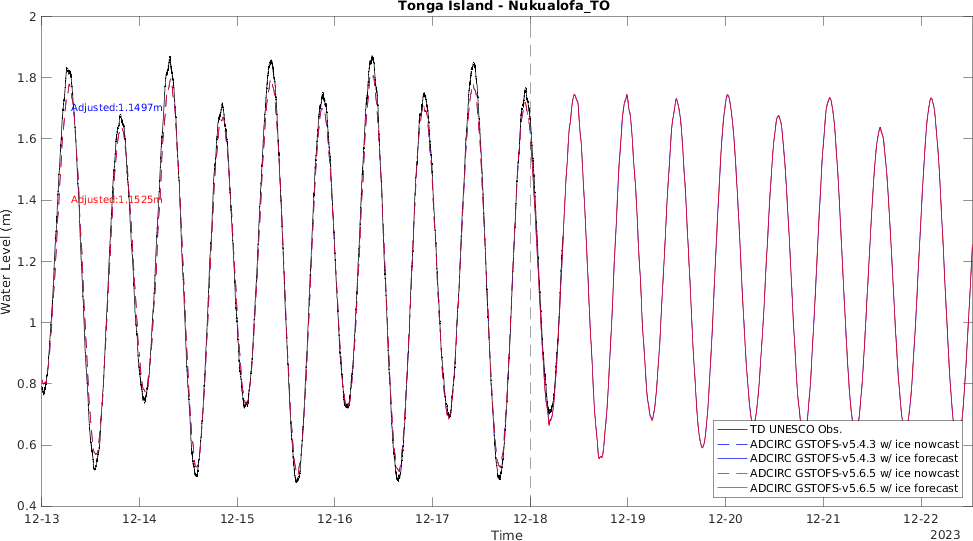 Tonga Island - Nukualofa_TO
2
1.8
1.6
1.4
1.2
1
0.8
0.6
0.4
Water Level (m)
Adjusted:1.1497m
Adjusted:1.1525m
TD UNESCO Obs.
ADCIRC GSTOFS-v5.4.3 w/ ice nowcast
ADCIRC GSTOFS-v5.4.3 w/ ice forecast
ADCIRC GSTOFS-v5.6.5 w/ ice nowcast
ADCIRC GSTOFS-v5.6.5 w/ ice forecast
12-13 12-14 12-15 12-16 12-17 12-18 12-19 12-20 12-21 12-22
Time
2023